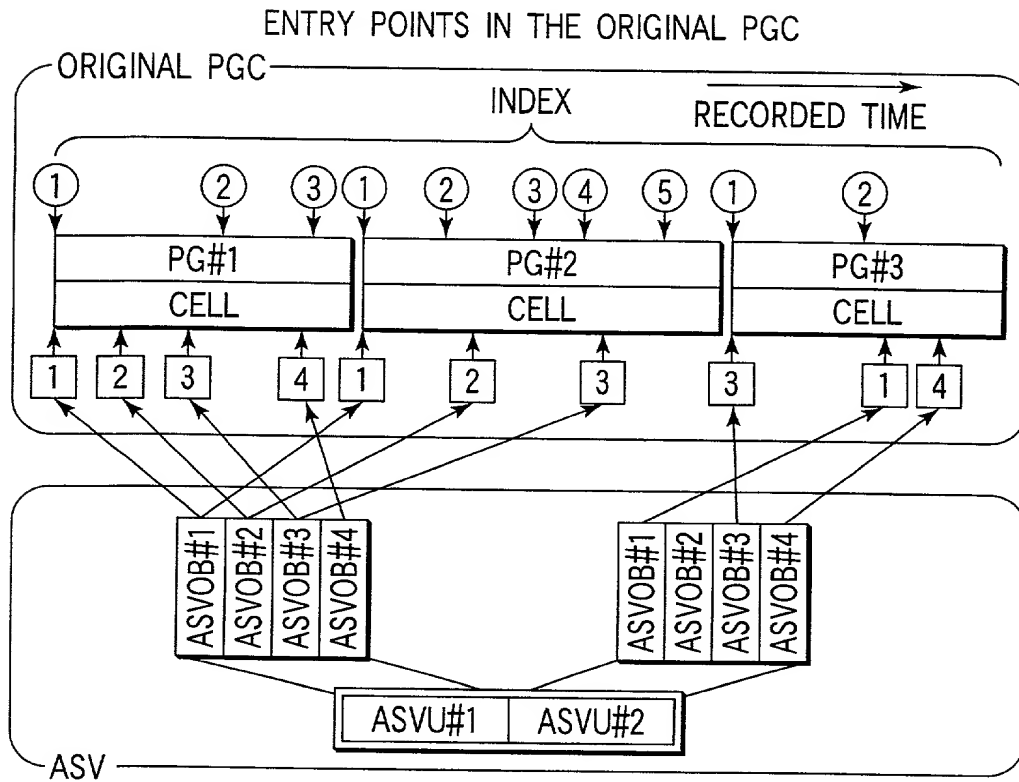 ENTRY POINTS IN THE ORIGINAL PGC
ORIGINAL PGC
INDEX
RECORDED TIME
1 2 3 1 2 3 4 5 1 2
PG#1 PG#2 PG#3
CELL CELL CELL
1 2 3 4 1 2 3 3 1 4
ASVOB#1 ASVOB#2 ASVOB#3 ASVOB#4 ASVOB#1 ASVOB#2 ASVOB#3 ASVOB#4
ASVU#1 ASVU#2
ASV